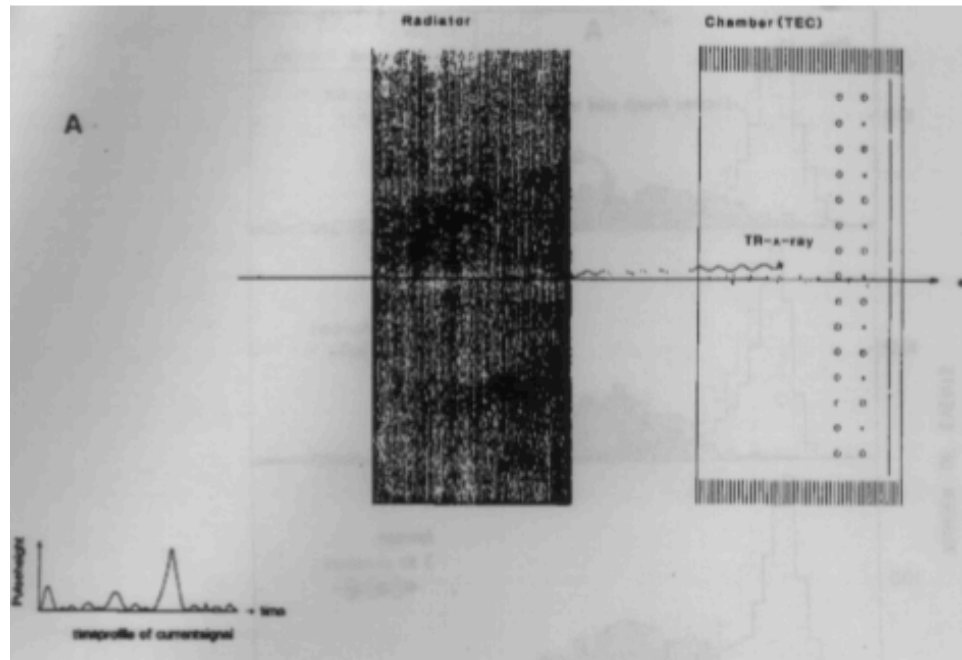 Radiator
Chamber (TEC)
A
TR-x-ray
Pulseheight
time
timeprofile of currentsignal